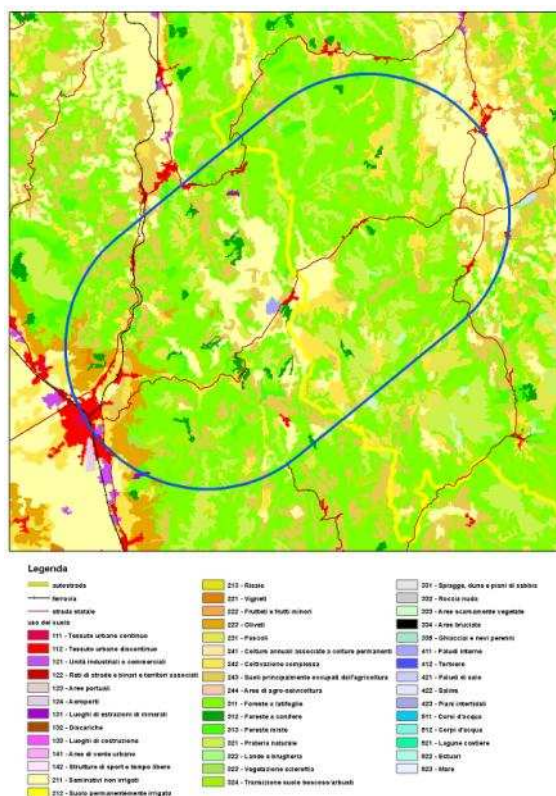 Legenda
autostrada
ferrovia
strada statale
uso del suolo
111 - Tessuto urbano continuo
112 - Tessuto urbano discontinuo
121 - Unità industriali o commerciali
122 - Reti di strade e binari e territori associati
123 - Aree portuali
124 - Aeroporti
131 - Luoghi di estrazioni di minerali
132 - Discariche
133 - Luoghi di costruzione
141 - Aree di verde urbano
142 - Strutture di sport e tempo libero
211 - Seminativi non irrigati
212 - Suolo permanentemente irrigato
213 - Risaie
221 - Vigneti
222 - Frutteti e frutti minori
223 - Oliveti
231 - Pascoli
241 - Colture annuali associate a colture permanenti
242 - Coltivazione complessa
243 - Suoli principalmente occupati dall'agricoltura
244 - Aree di agro-selvicoltura
311 - Foreste a latifoglie
312 - Foreste a conifere
313 - Foreste miste
321 - Prateria naturale
322 - Lande e brughiera
323 - Vegetazione sclerofila
324 - Transizione suolo boscoso/arbusti
331 - Spiagge, dune e piani di sabbia
332 - Roccia nuda
333 - Aree scarsamente vegetate
334 - Aree bruciate
335 - Ghiacciai e nevi perenni
411 - Paludi interne
412 - Torbiere
421 - Paludi di sale
422 - Saline
423 - Piani intertidali
511 - Corsi d'acqua
512 - Corpi d'acqua
521 - Lagune costiere
522 - Estuari
523 - Mare